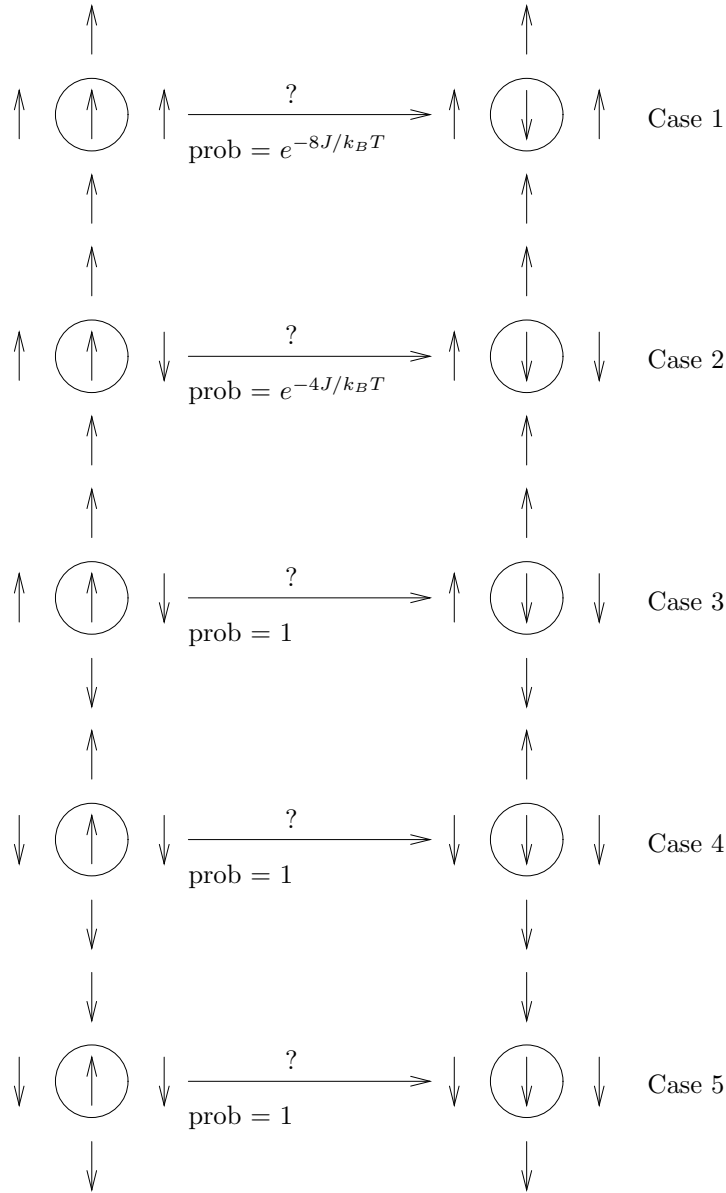 ?
prob = e^{-8J/k_BT}
Case 1
?
prob = e^{-4J/k_BT}
Case 2
?
prob = 1
Case 3
?
prob = 1
Case 4
?
prob = 1
Case 5